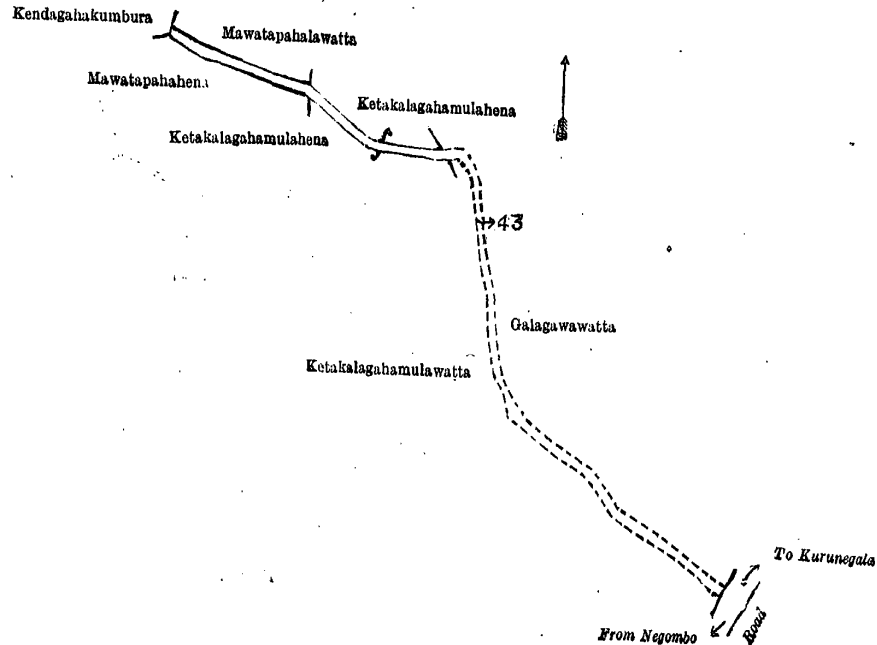 Kendagahakumbura
Mawatapahalawatta
Mawatapahahena
Ketakalagahamulahena
Ketakalagahamulahena
43
Galagawawatta
Ketakalagahamulawatta
To Kurunegala
From Negombo
Road